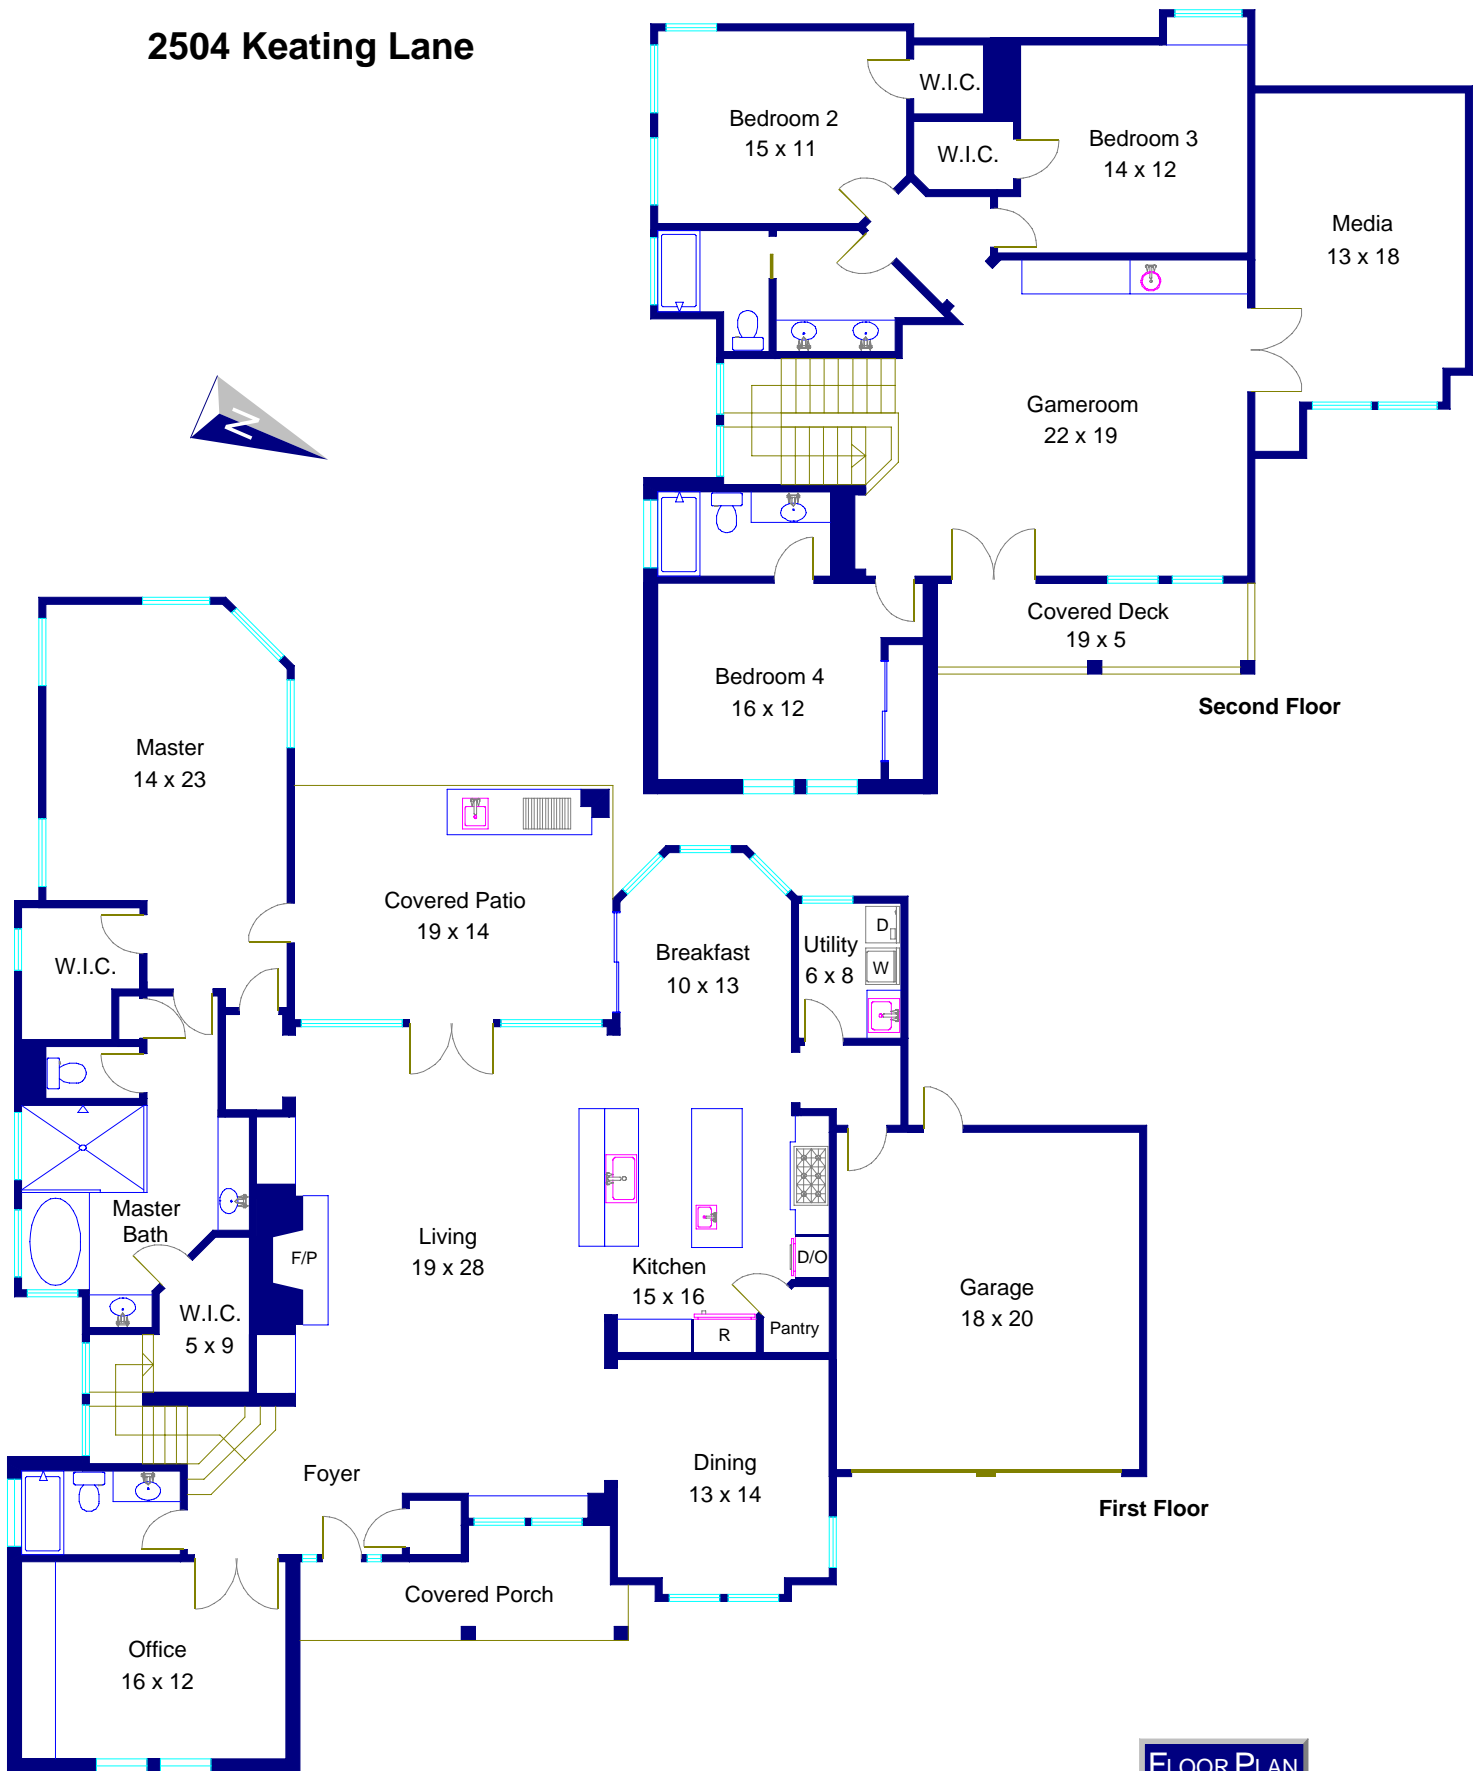 2504 Keating Lane
W.I.C.
Bedroom 2
15 x 11
W.I.C.
Bedroom 3
14 x 12
Media
13 x 18
Gameroom
22 x 19
Covered Deck
19 x 5
Bedroom 4
16 x 12
Second Floor
N
Master
14 x 23
Covered Patio
19 x 14
Breakfast
10 x 13
Utility
6 x 8
D
W
W.I.C.
Master
Bath
W.I.C.
5 x 9
F/P
Living
19 x 28
Kitchen
15 x 16
D/O
R
Pantry
Garage
18 x 20
Dining
13 x 14
Foyer
First Floor
Covered Porch
Office
16 x 12
FLOOR PLAN